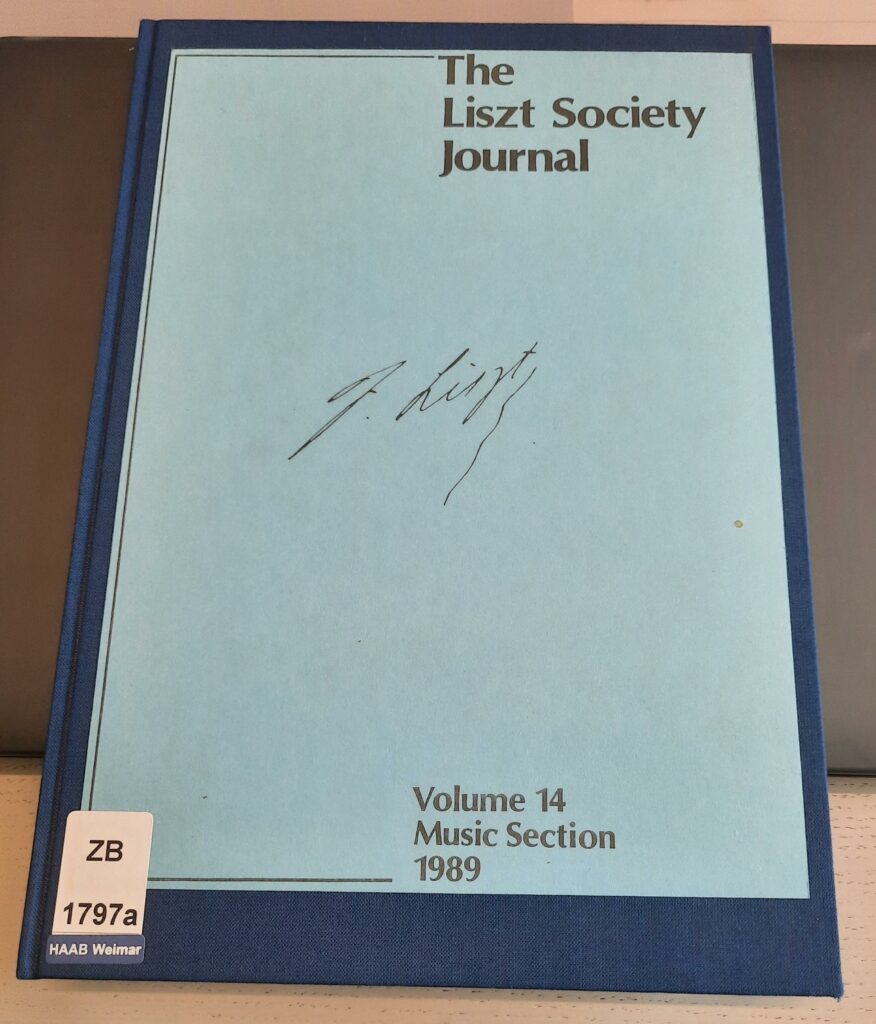 The
Liszt Society
Journal
F. Liszt
Volume 14
Music Section
1989
ZB
1797a
HAAB Weimar